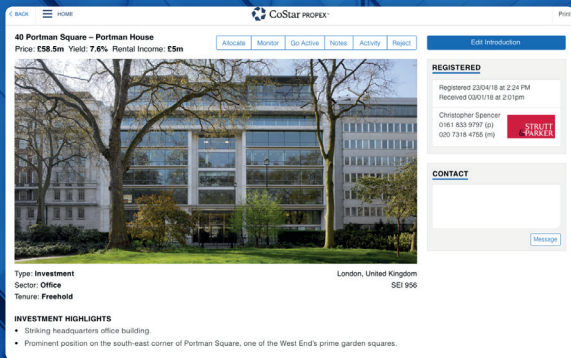 BACK
HOME
CoStar PROPEX™
Print
40 Portman Square – Portman House
Price: £58.5m Yield: 7.6% Rental Income: £5m
Allocate Monitor Go Active Notes Activity Reject
Edit Introduction
REGISTERED
Registered 23/04/18 at 2:24 PM
Received 03/01/18 at 2:01pm
Christopher Spencer
0161 833 9797 (p)
020 7318 4755 (m)
STRUTT
&PARKER
CONTACT
Message
Type: Investment
London, United Kingdom
Sector: Office
SEI 956
Tenure: Freehold
INVESTMENT HIGHLIGHTS
• Striking headquarters office building.
• Prominent position on the south-east corner of Portman Square, one of the West End's prime garden squares.